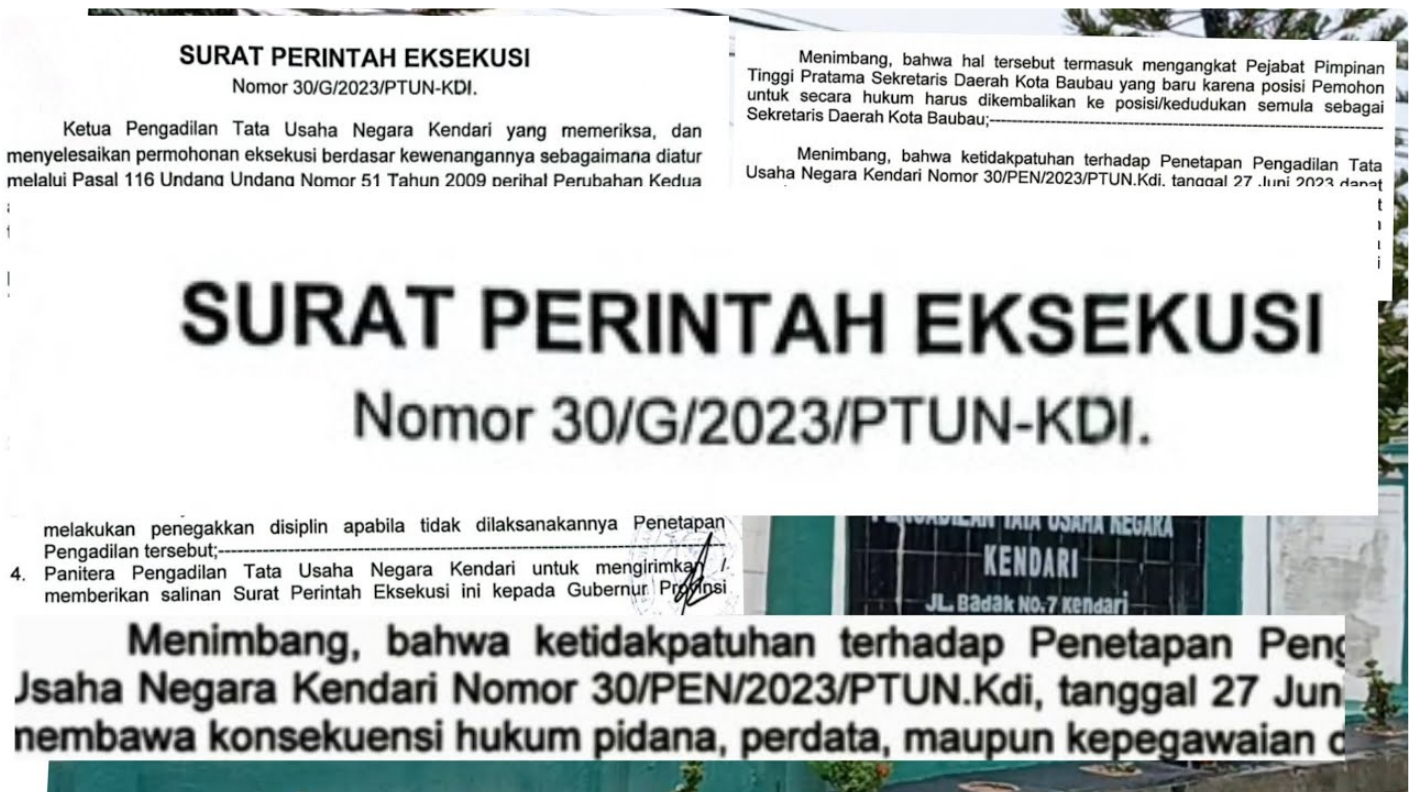 SURAT PERINTAH EKSEKUSI
Nomor 30/G/2023/PTUN-KDI.
Ketua Pengadilan Tata Usaha Negara Kendari yang memeriksa, dan
menyelesaikan permohonan eksekusi berdasar kewenangannya sebagaimana diatur
melalui Pasal 116 Undang Undang Nomor 51 Tahun 2009 perihal Perubahan Kedua
Menimbang, bahwa hal tersebut termasuk mengangkat Pejabat Pimpinan
Tinggi Pratama Sekretaris Daerah Kota Baubau yang baru karena posisi Pemohon
untuk secara hukum harus dikembalikan ke posisi/kedudukan semula sebagai
Sekretaris Daerah Kota Baubau;
Menimbang, bahwa ketidakpatuhan terhadap Penetapan Pengadilan Tata
Usaha Negara Kendari Nomor 30/PEN/2023/PTUN.Kdi, tanggal 27 Juni 2023 dapat
SURAT PERINTAH EKSEKUSI
Nomor 30/G/2023/PTUN-KDI.
melakukan penegakkan disiplin apabila tidak dilaksanakannya Penetapan
Pengadilan tersebut;
4. Panitera Pengadilan Tata Usaha Negara Kendari untuk mengirimkan /
memberikan salinan Surat Perintah Eksekusi ini kepada Gubernur Provinsi
PENGADILAN TATA USAHA NEGARA
KENDARI
JL. Badak NO.7 Kendari
Menimbang, bahwa ketidakpatuhan terhadap Penetapan Peng
Usaha Negara Kendari Nomor 30/PEN/2023/PTUN.Kdi, tanggal 27 Jun
membawa konsekuensi hukum pidana, perdata, maupun kepegawaian